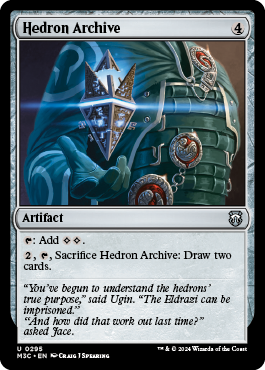 Hedron Archive 4
Artifact
: Add .
2, , Sacrifice Hedron Archive: Draw two
cards.
“You’ve begun to understand the hedrons’
true purpose,” said Ugin. “The Eldrazi can be
imprisoned.”
“And how did that work out last time?”
asked Jace.
U 0295
M3C • EN Craig J Spearing
™ & © 2024 Wizards of the Coast